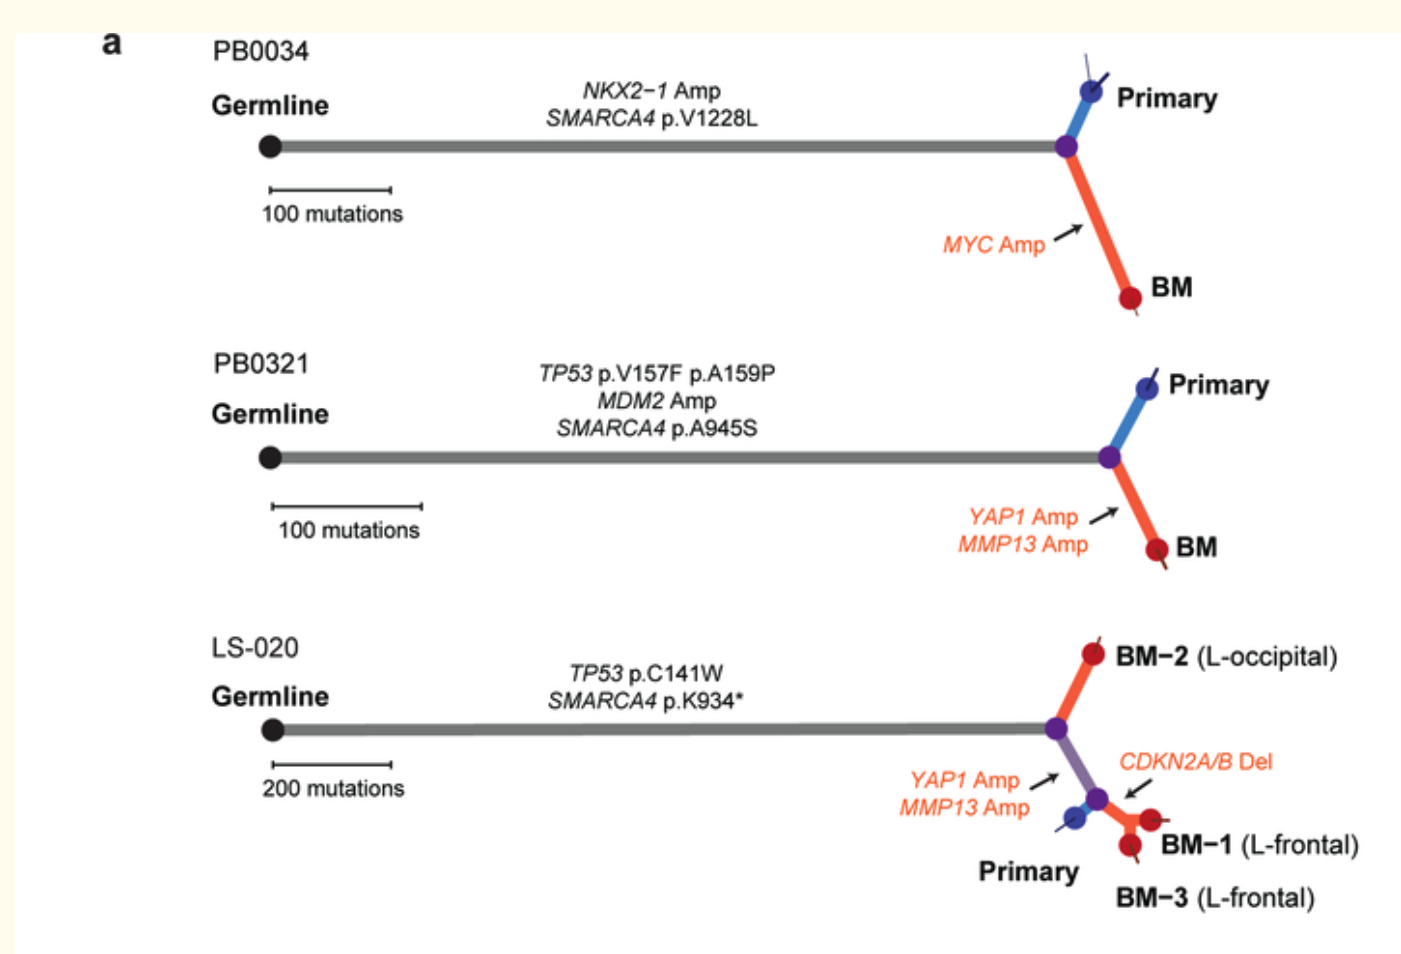 a
PB0034
Germline
NKX2−1 Amp
SMARCA4 p.V1228L
Primary
100 mutations
MYC Amp
BM
PB0321
Germline
TP53 p.V157F p.A159P
MDM2 Amp
SMARCA4 p.A945S
Primary
100 mutations
YAP1 Amp
MMP13 Amp
BM
LS-020
Germline
TP53 p.C141W
SMARCA4 p.K934*
BM−2 (L-occipital)
200 mutations
YAP1 Amp
MMP13 Amp
CDKN2A/B Del
BM−1 (L-frontal)
Primary
BM−3 (L-frontal)